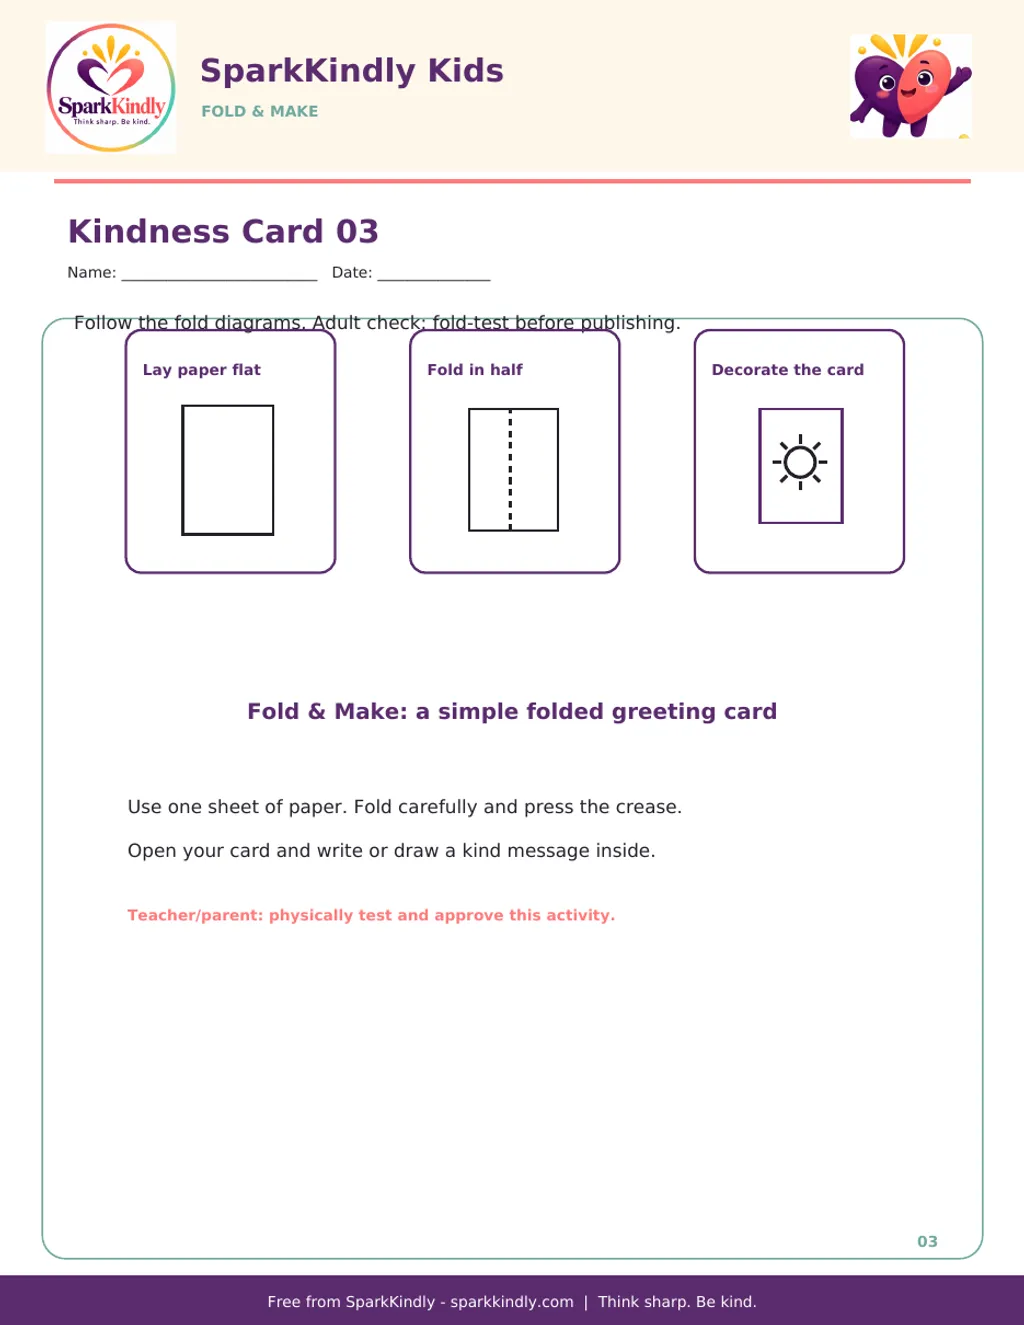 SparkKindly
Think sharp. Be kind.
SparkKindly Kids
FOLD & MAKE
Kindness Card 03
Name: __________________________ Date: _______________
Follow the fold diagrams. Adult check: fold-test before publishing.
Lay paper flat
Fold in half
Decorate the card
Fold & Make: a simple folded greeting card
Use one sheet of paper. Fold carefully and press the crease.
Open your card and write or draw a kind message inside.
Teacher/parent: physically test and approve this activity.
03
Free from SparkKindly - sparkkindly.com | Think sharp. Be kind.